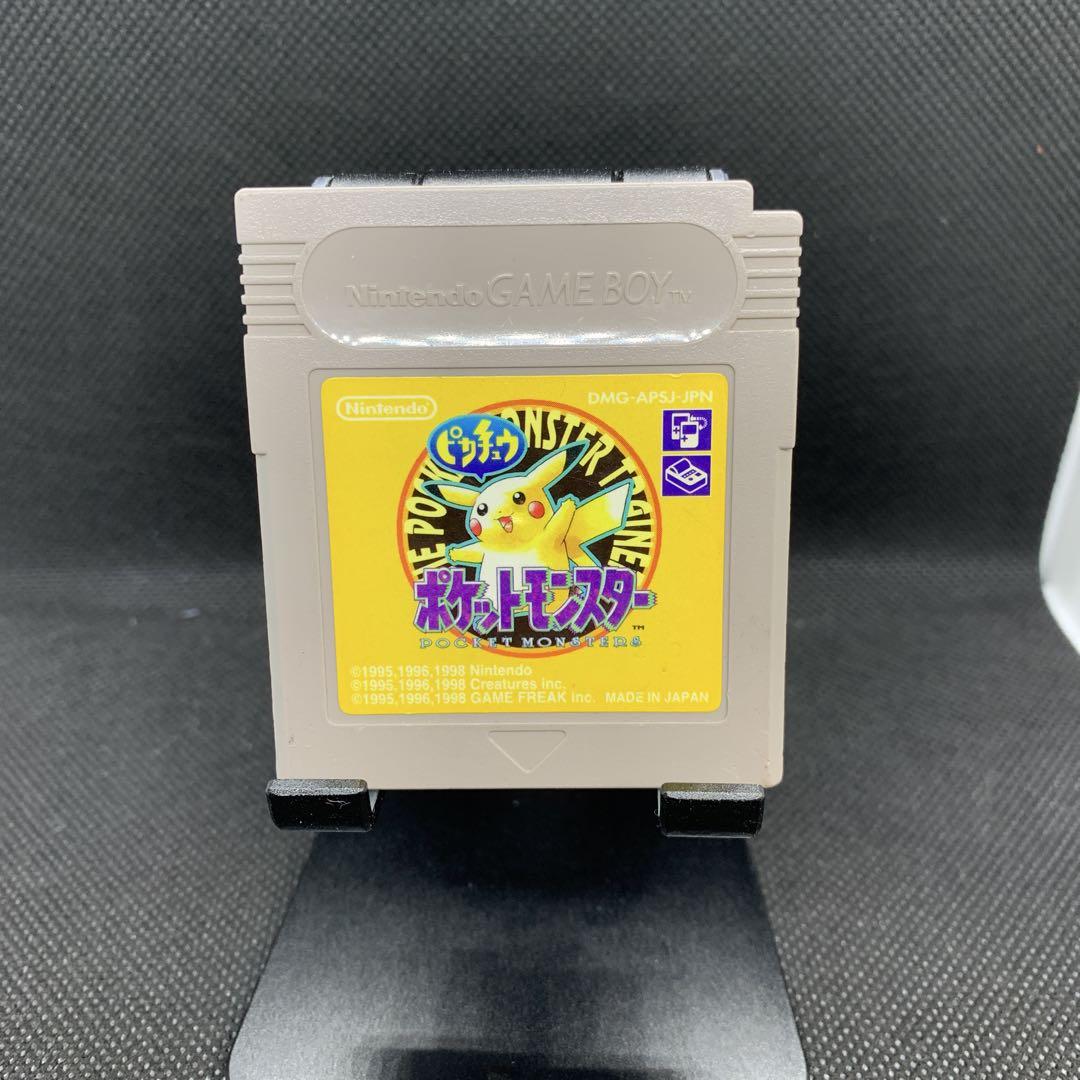 Nintendo GAME BOY TM
Nintendo
DMG-APSJ-JPN
ピカチュウ
THE POCKET MONSTER TRAINER
ポケットモンスター TM
POCKET MONSTERS
©1995,1996,1998 Nintendo
©1995,1996,1998 Creatures inc.
©1995,1996,1998 GAME FREAK inc. MADE IN JAPAN